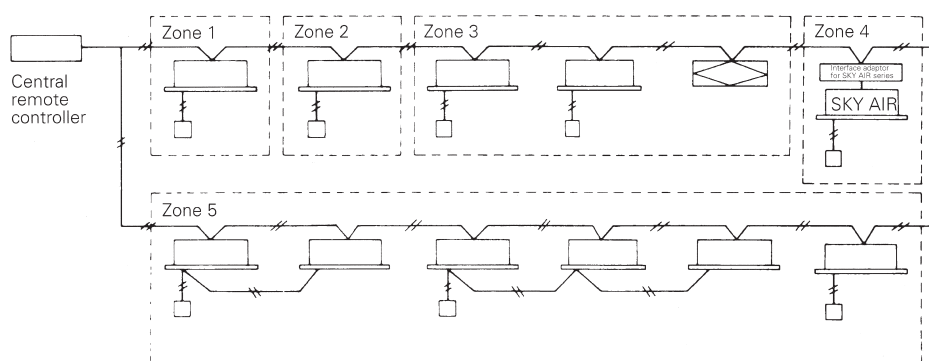 Zone 1
Zone 2
Zone 3
Zone 4
Central
remote
controller
Interface adaptor
for SKY AIR series
SKY AIR
Zone 5